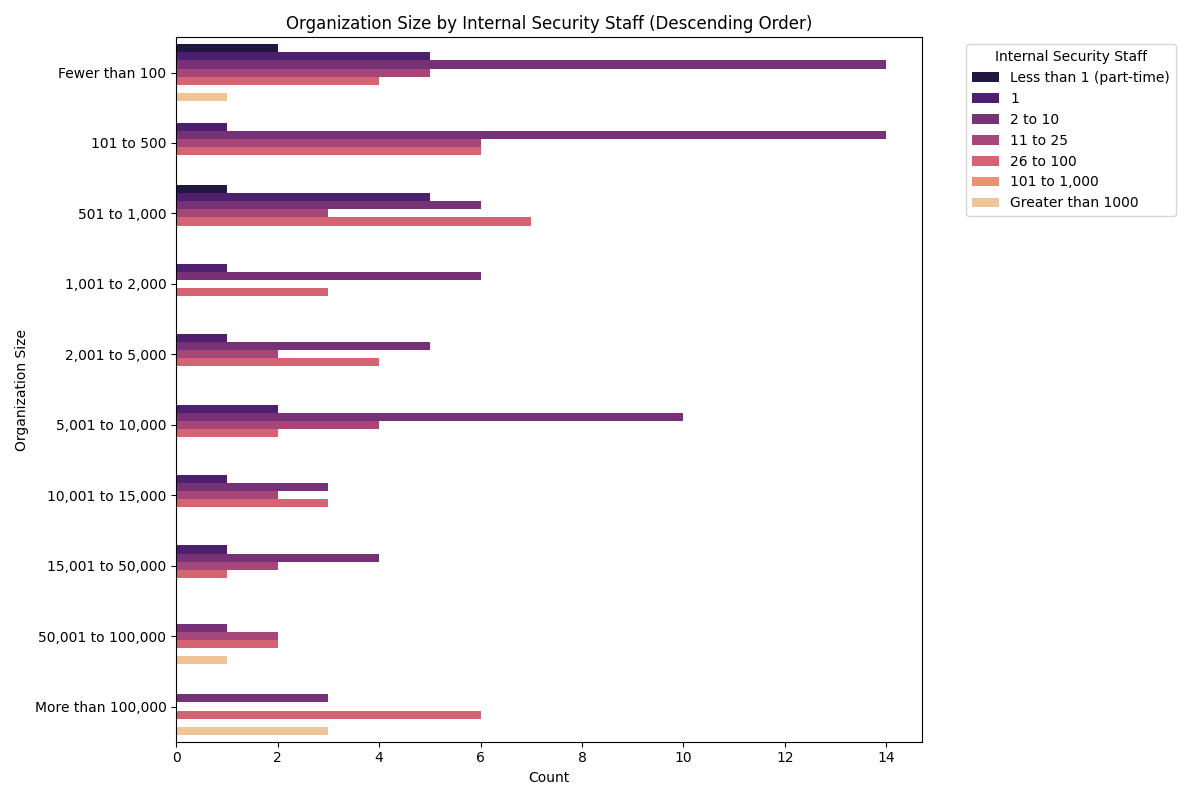 Organization Size by Internal Security Staff (Descending Order)
Internal Security Staff
Less than 1 (part-time)
1
2 to 10
11 to 25
26 to 100
101 to 1,000
Greater than 1000
Organization Size
Fewer than 100
101 to 500
501 to 1,000
1,001 to 2,000
2,001 to 5,000
5,001 to 10,000
10,001 to 15,000
15,001 to 50,000
50,001 to 100,000
More than 100,000
0 2 4 6 8 10 12 14
Count